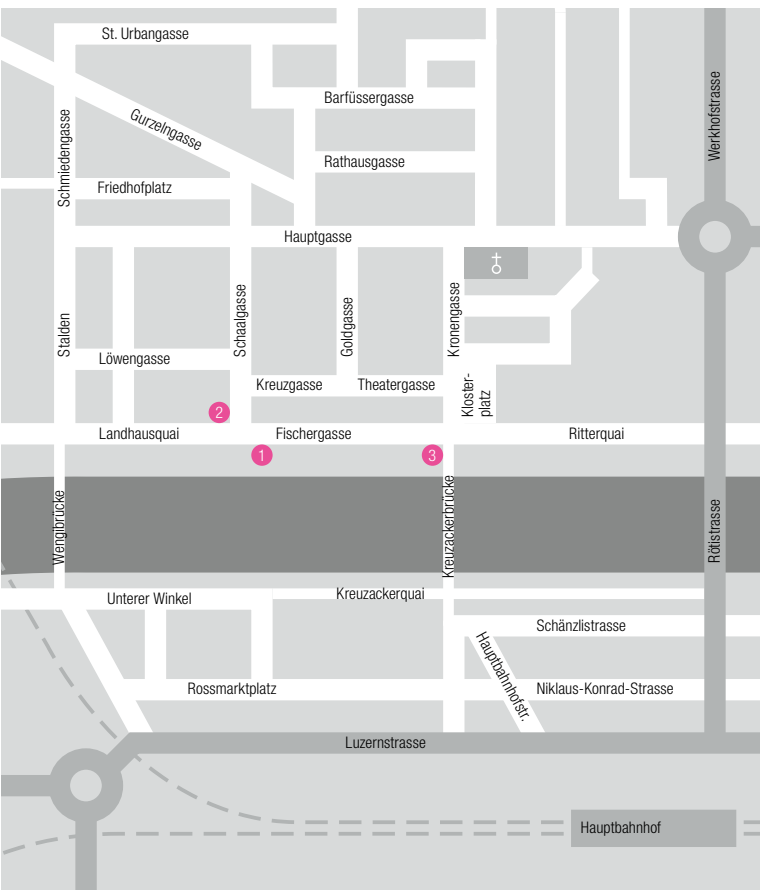 St. Urbangasse
Barfüssergasse
Gurzelngasse
Schmiedengasse
Werkhofstrasse
Rathausgasse
Friedhofplatz
Hauptgasse
Stalden
Schaalgasse
Goldgasse
Kronengasse
Löwengasse
Kreuzgasse
Theatergasse
Kloster-
platz
2
Landhausquai
Fischergasse
Ritterquai
1
3
Wengibrücke
Kreuzackerbrücke
Rötistrasse
Unterer Winkel
Kreuzackerquai
Schänzlistrasse
Hauptbahnhofstr.
Rossmarktplatz
Niklaus-Konrad-Strasse
Luzernstrasse
Hauptbahnhof